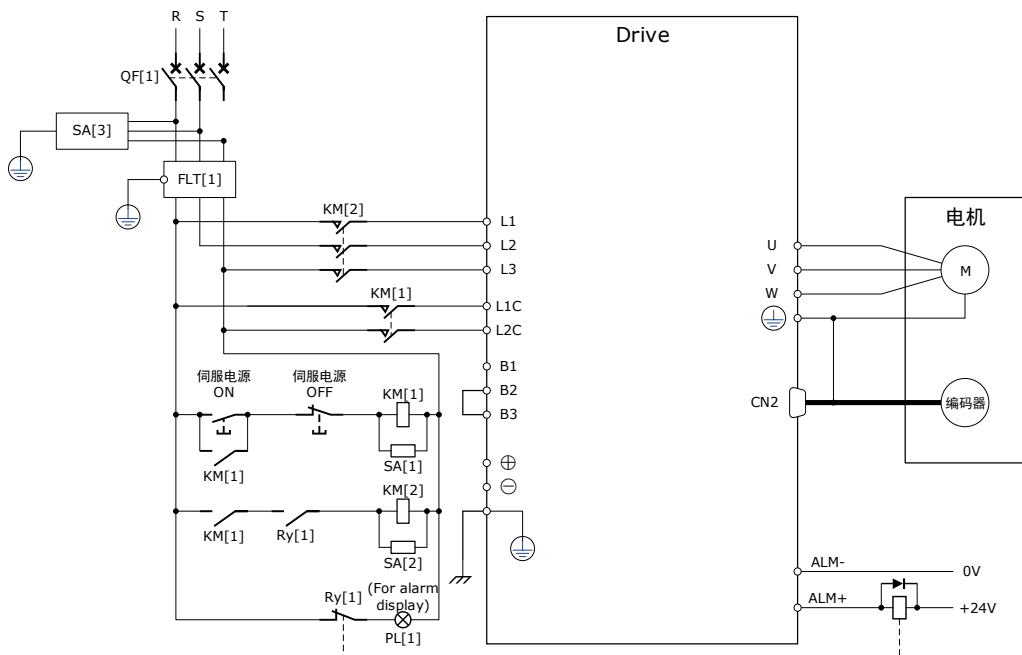 R S T
Drive
QF[1]
SA[3]
FLT[1]
KM[2]
L1
L2
L3
KM[1]
L1C
L2C
B1
B2
B3
伺服电源
ON
伺服电源
OFF
KM[1]
SA[1]
KM[1]
KM[2]
KM[1]
Ry[1]
SA[2]
Ry[1]
(For alarm
display)
PL[1]
电机
U
V
W
M
CN2
编码器
ALM-
0V
ALM+
+24V